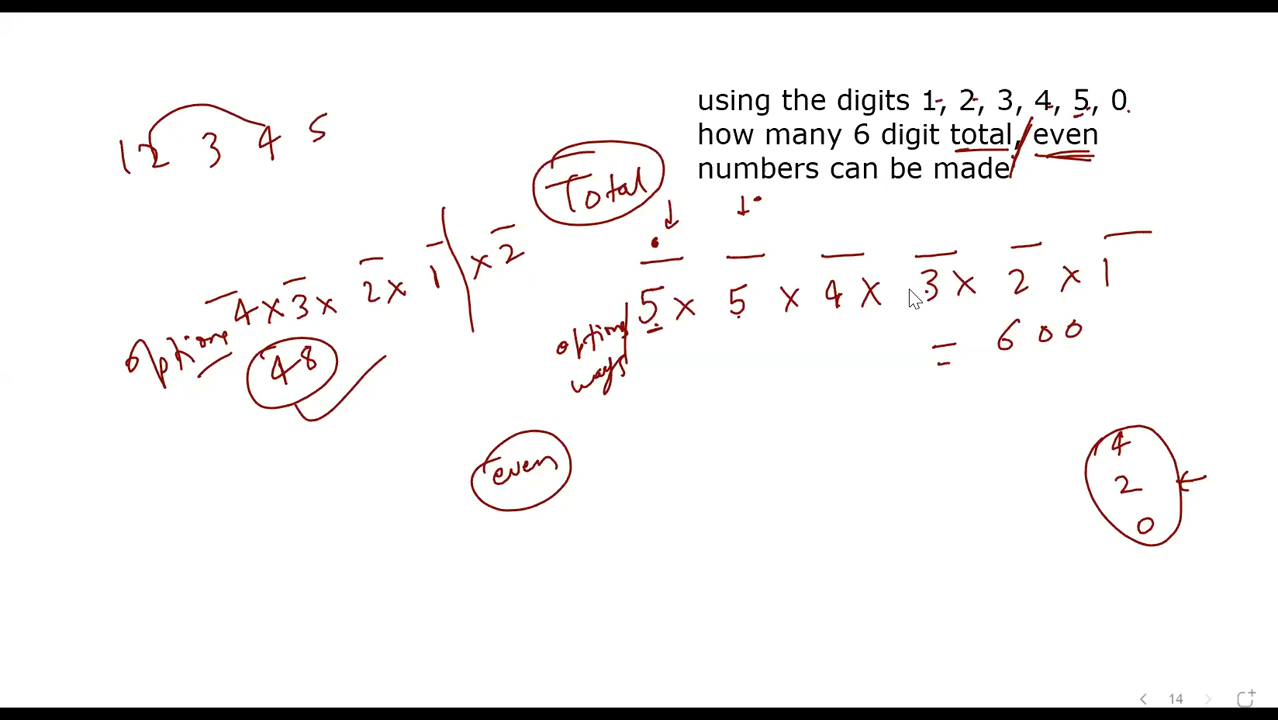 using the digits 1, 2, 3, 4, 5, 0
how many 6 digit total, / even
numbers can be made
1 2 3 4 5
Total
4 x 3 x 2 x 1 x 2
options
48
5 x 5 x 4 x 3 x 2 x 1
options
ways
= 600
even
4
2
0
14